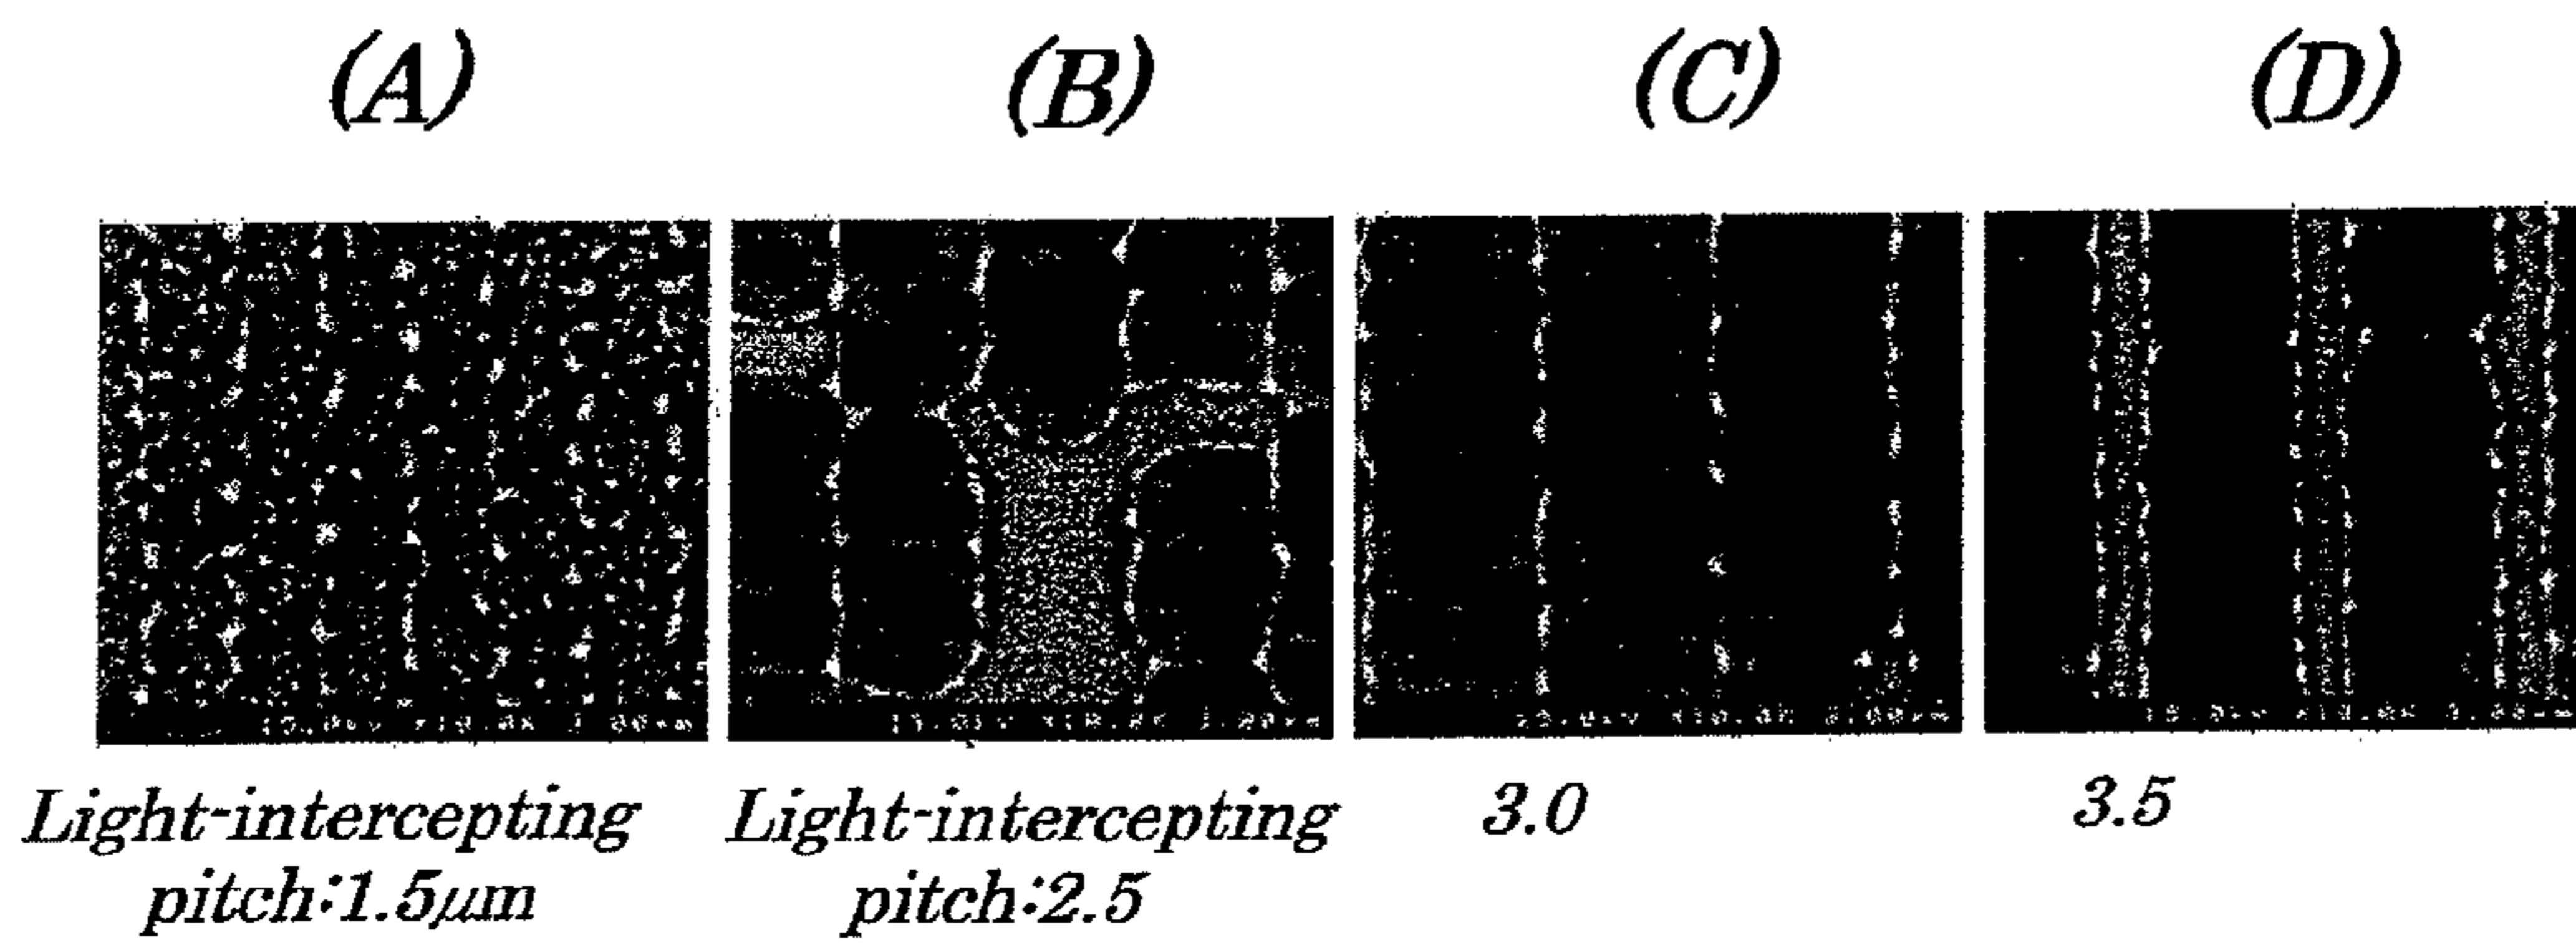 (A) (B) (C) (D)
Light-intercepting
pitch:1.5μm
Light-intercepting
pitch:2.5
3.0
3.5